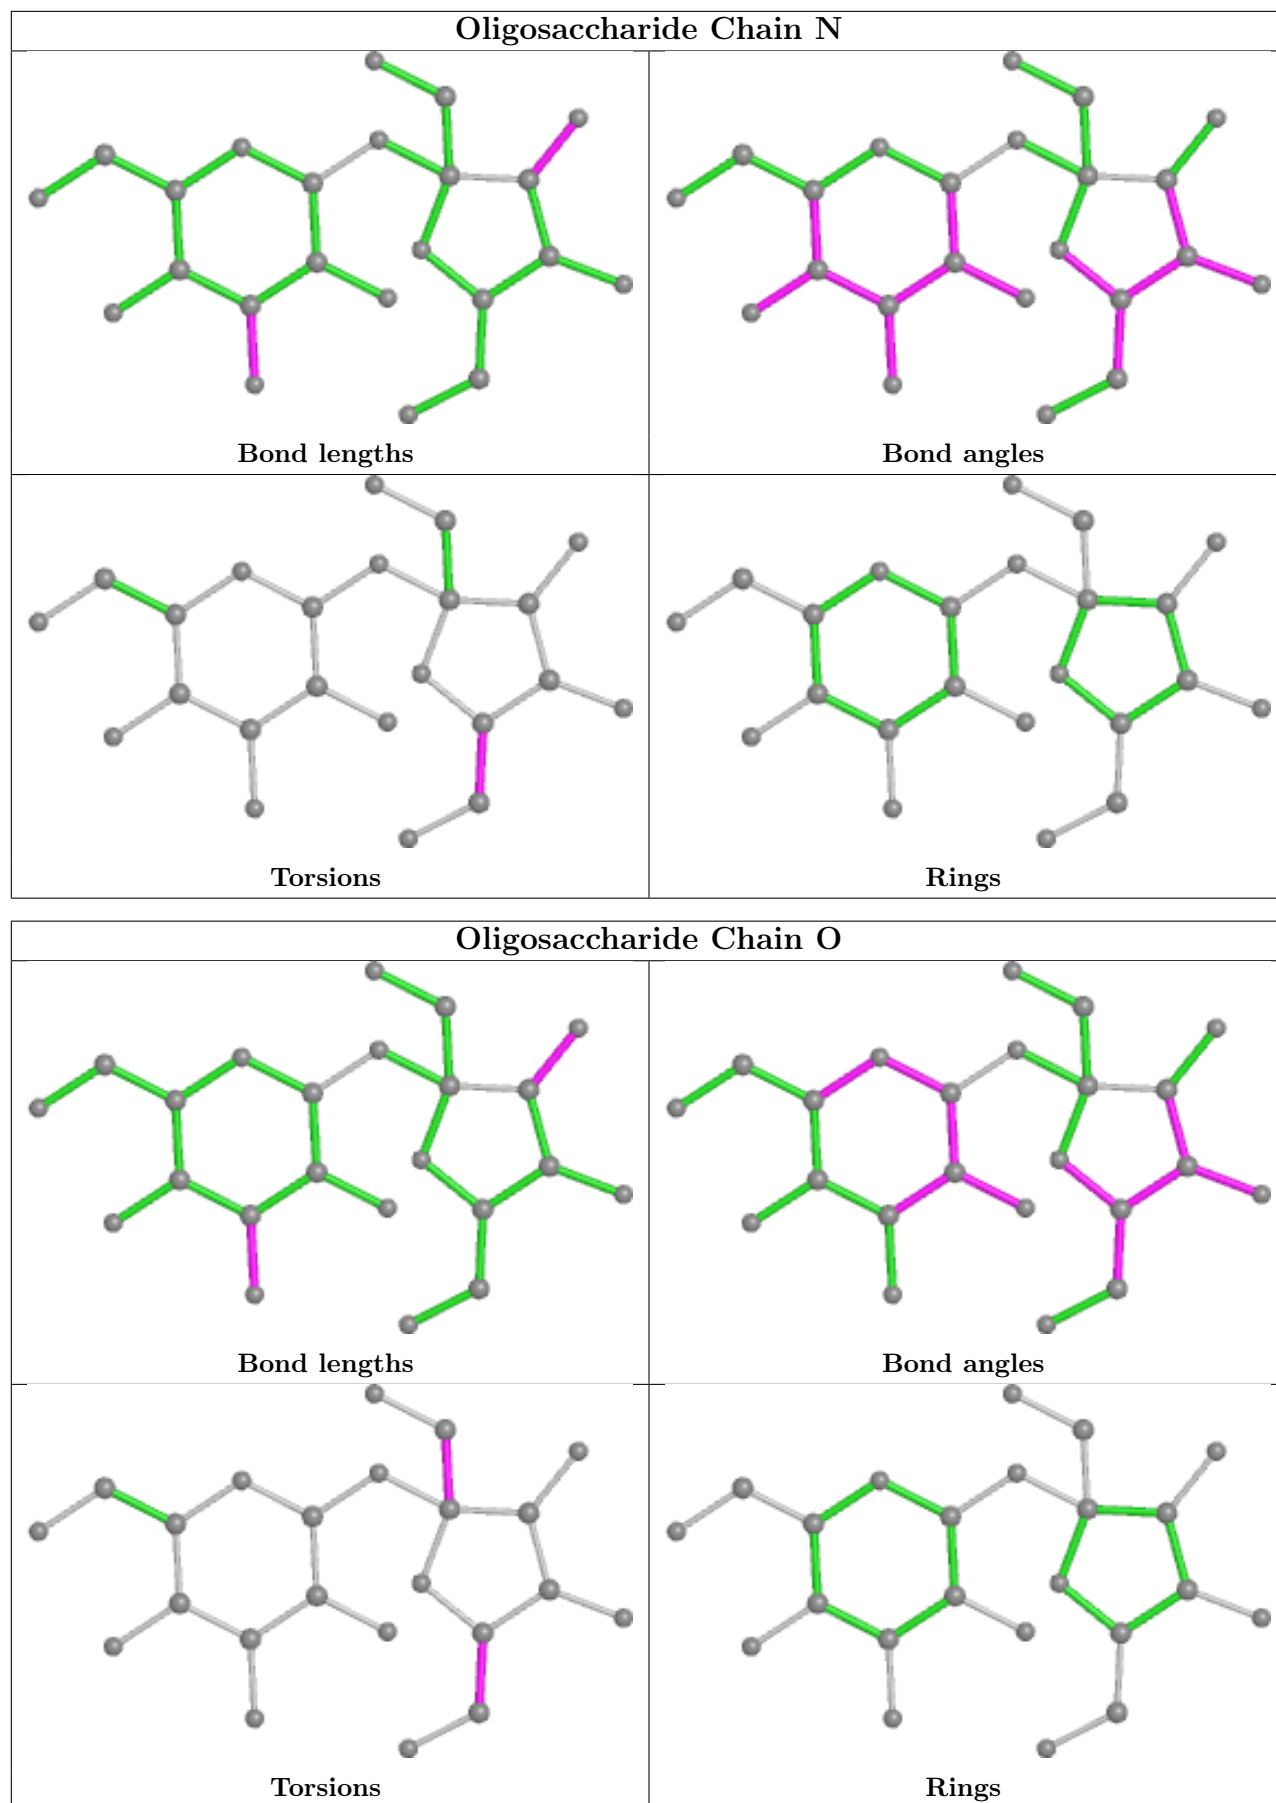 Oligosaccharide Chain N
Bond lengths
Bond angles
Torsions
Rings
Oligosaccharide Chain O
Bond lengths
Bond angles
Torsions
Rings